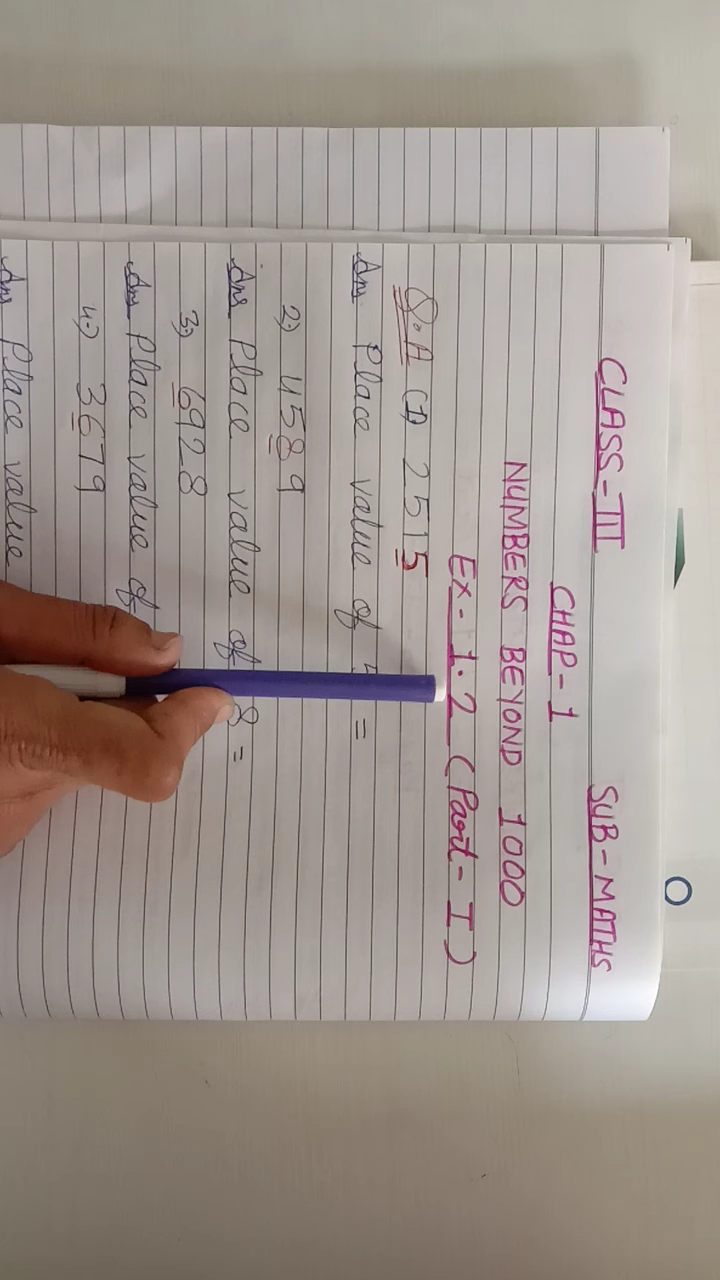 CLASS-III SUB-MATHS
CHAP-1
NUMBERS BEYOND 1000
Ex-1.2 (Part-I)
Q.A (1) 2515
Ans Place value of 5 =
2) 4589
Ans Place value of 8 =
3) 6928
Ans Place value of
4) 3679
Ans Place value